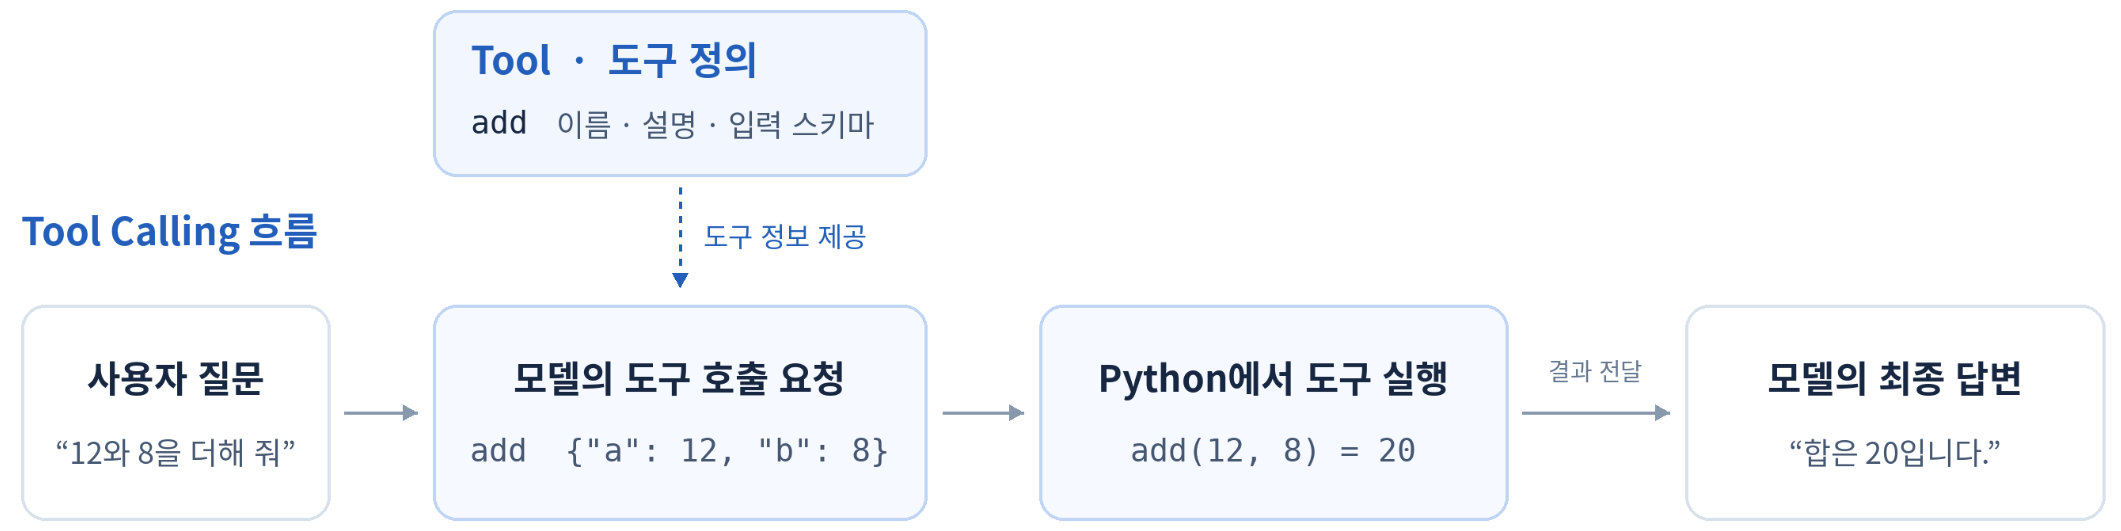 Tool · 도구 정의
add 이름 · 설명 · 입력 스키마
도구 정보 제공
Tool Calling 흐름
사용자 질문
“12와 8을 더해 줘”
모델의 도구 호출 요청
add {"a": 12, "b": 8}
Python에서 도구 실행
add(12, 8) = 20
결과 전달
모델의 최종 답변
“합은 20입니다.”